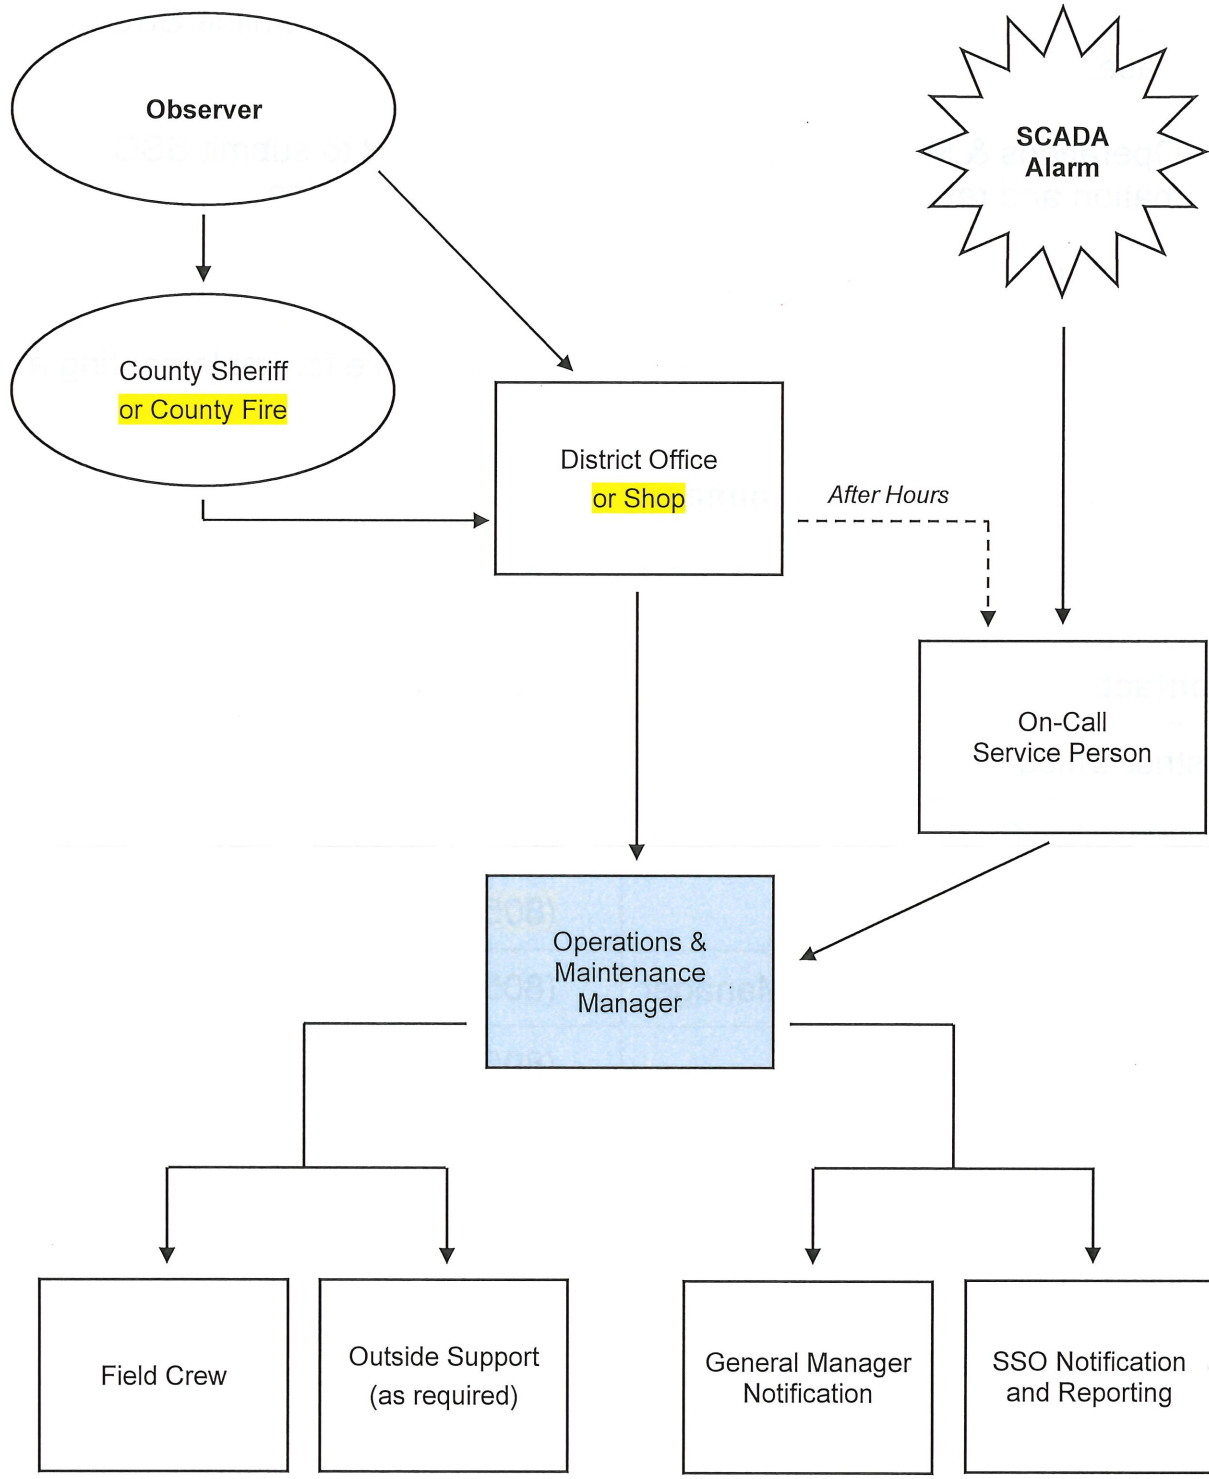 Observer
SCADA
Alarm
County Sheriff
or County Fire
District Office
or Shop
After Hours
On-Call
Service Person
Operations &
Maintenance
Manager
Field Crew
Outside Support
(as required)
General Manager
Notification
SSO Notification
and Reporting